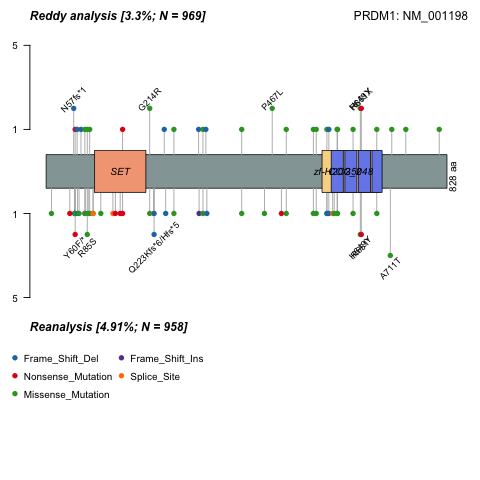 Reddy analysis [3.3%; N = 969]
PRDM1: NM_001198
5
N57fs*1
G214R
P467L
1
SET
828 aa
1
Y60F/*
R85S
Q223Kfs*6/Hfs*5
A711T
5
Reanalysis [4.91%; N = 958]
Frame_Shift_Del
Frame_Shift_Ins
Nonsense_Mutation
Splice_Site
Missense_Mutation